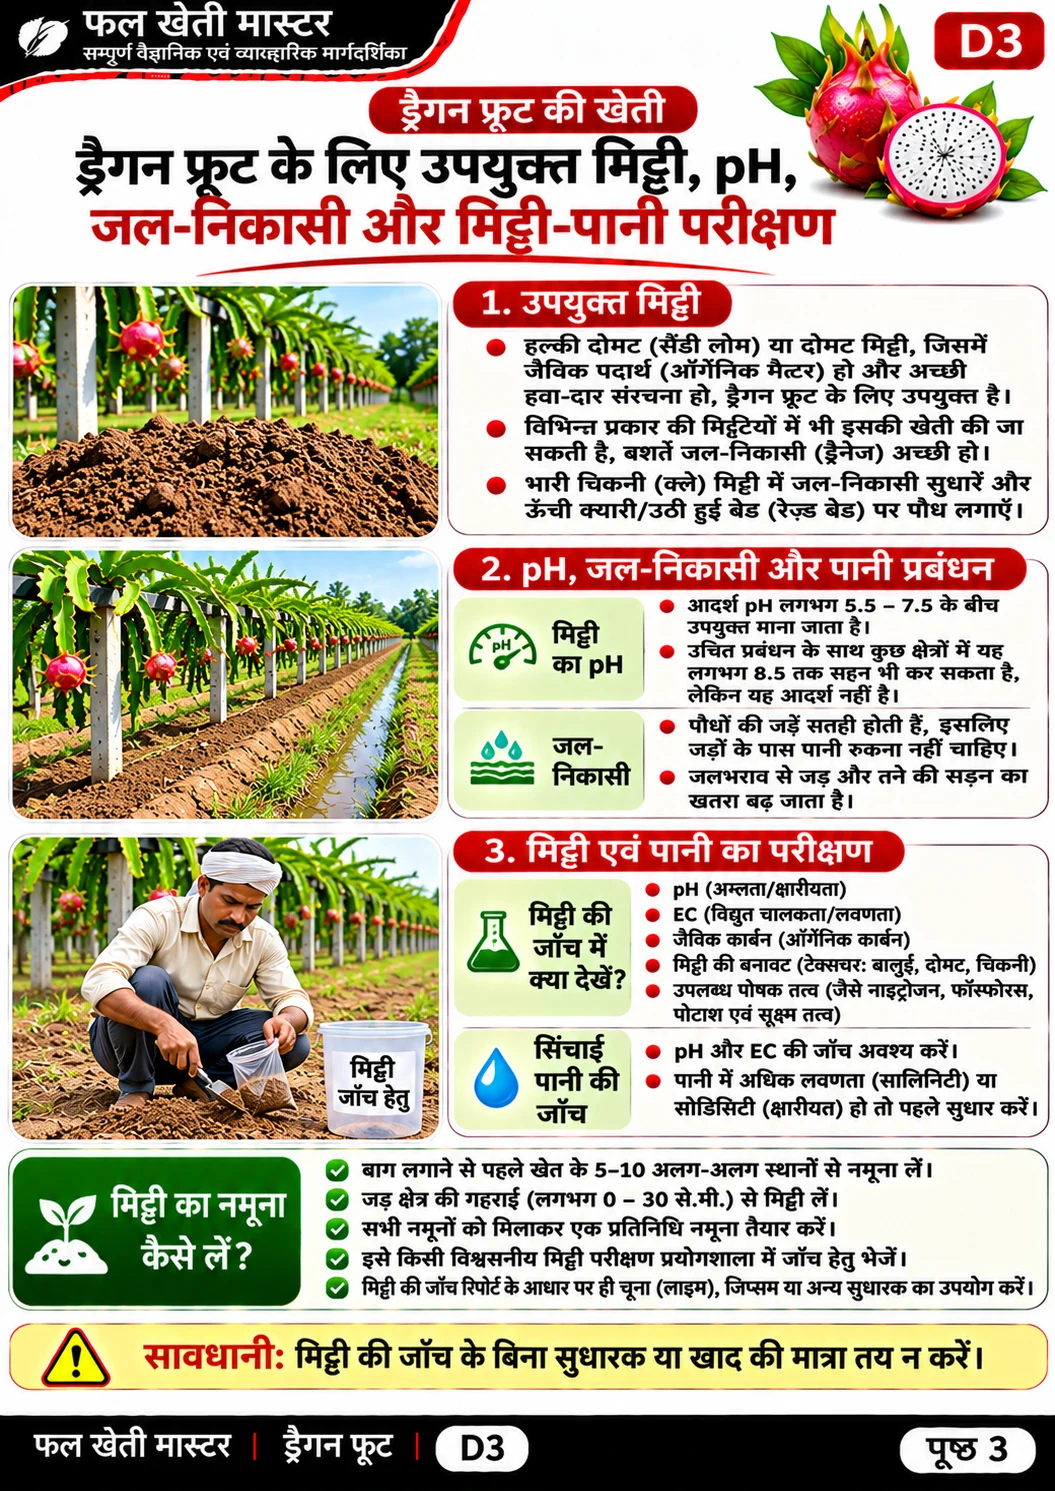 फल खेती मास्टर
सम्पूर्ण वैज्ञानिक एवं व्यावहारिक मार्गदर्शिका
D3
ड्रैगन फ्रूट की खेती
ड्रैगन फ्रूट के लिए उपयुक्त मिट्टी, pH,
जल-निकासी और मिट्टी-पानी परीक्षण
1. उपयुक्त मिट्टी
हल्की दोमट (सैंडी लोम) या दोमट मिट्टी, जिसमें
जैविक पदार्थ (ऑर्गेनिक मैटर) हो और अच्छी
हवा-दार संरचना हो, ड्रैगन फ्रूट के लिए उपयुक्त है।
विभिन्न प्रकार की मिट्टियों में भी इसकी खेती की जा
सकती है, बशर्ते जल-निकासी (ड्रैनेज) अच्छी हो।
भारी चिकनी (क्ले) मिट्टी में जल-निकासी सुधारें और
ऊँची क्यारी/उठी हुई बेड (रेज़्ड बेड) पर पौध लगाएँ।
2. pH, जल-निकासी और पानी प्रबंधन
pH
मिट्टी
का pH
आदर्श pH लगभग 5.5 – 7.5 के बीच
उपयुक्त माना जाता है।
उचित प्रबंधन के साथ कुछ क्षेत्रों में यह
लगभग 8.5 तक सहन भी कर सकता है,
लेकिन यह आदर्श नहीं है।
जल-
निकासी
पौधों की जड़ें सतही होती हैं, इसलिए
जड़ों के पास पानी रुकना नहीं चाहिए।
जलभराव से जड़ और तने की सड़न का
खतरा बढ़ जाता है।
3. मिट्टी एवं पानी का परीक्षण
मिट्टी की
जाँच में
क्या देखें?
pH (अम्लता/क्षारीयता)
EC (विद्युत चालकता/लवणता)
जैविक कार्बन (ऑर्गेनिक कार्बन)
मिट्टी की बनावट (टेक्सचर: बालुई, दोमट, चिकनी)
उपलब्ध पोषक तत्व (जैसे नाइट्रोजन, फॉस्फोरस,
पोटाश एवं सूक्ष्म तत्व)
सिंचाई
पानी की
जाँच
pH और EC की जाँच अवश्य करें।
पानी में अधिक लवणता (सालिनिटी) या
सोडिसिटी (क्षारीयत) हो तो पहले सुधार करें।
मिट्टी
जाँच हेतु
मिट्टी का नमूना
कैसे लें?
बाग लगाने से पहले खेत के 5–10 अलग-अलग स्थानों से नमूना लें।
जड़ क्षेत्र की गहराई (लगभग 0 – 30 से.मी.) से मिट्टी लें।
सभी नमूनों को मिलाकर एक प्रतिनिधि नमूना तैयार करें।
इसे किसी विश्वसनीय मिट्टी परीक्षण प्रयोगशाला में जाँच हेतु भेजें।
मिट्टी की जाँच रिपोर्ट के आधार पर ही चूना (लाइम), जिप्सम या अन्य सुधारक का उपयोग करें।
सावधानी: मिट्टी की जाँच के बिना सुधारक या खाद की मात्रा तय न करें।
फल खेती मास्टर | ड्रैगन फूट | D3
पृष्ठ 3